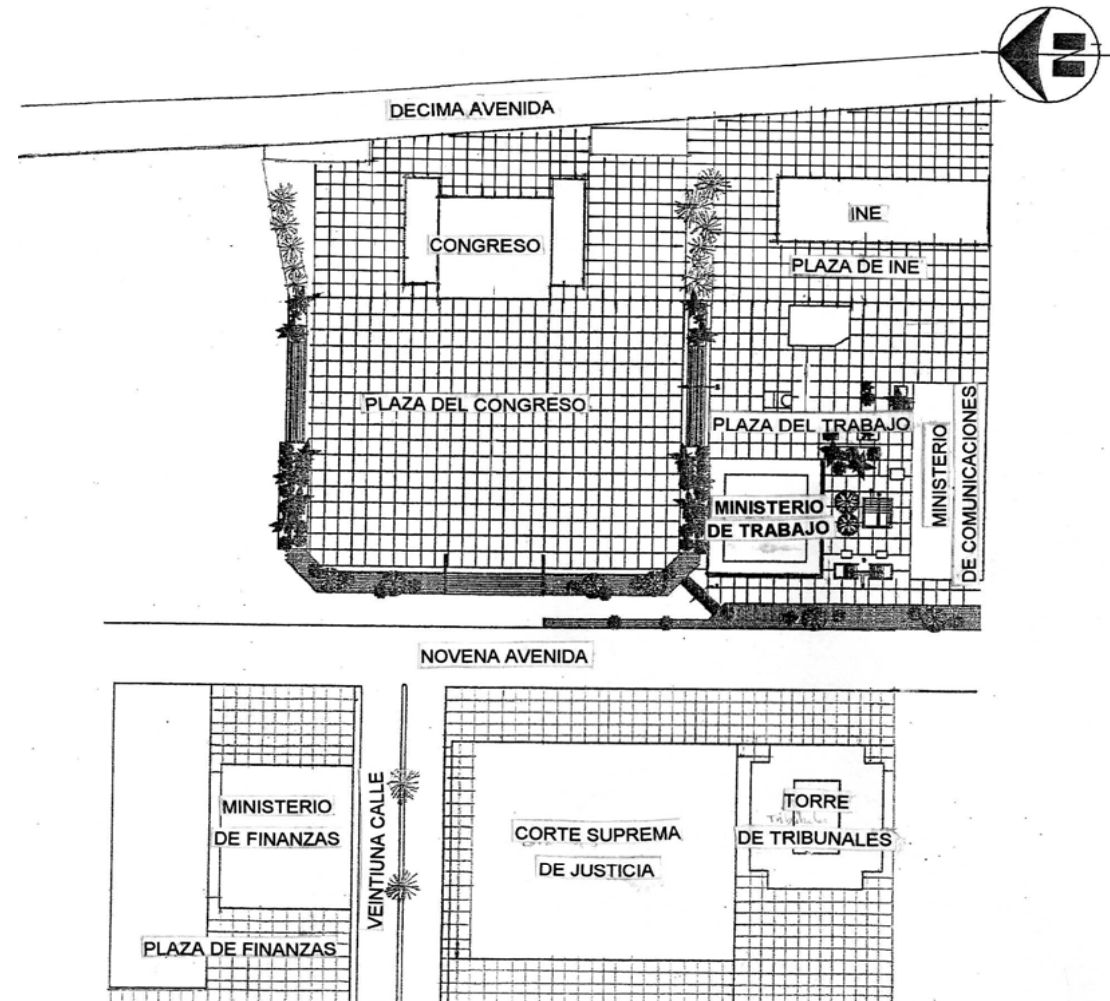 N
DECIMA AVENIDA
INE
CONGRESO
PLAZA DE INE
PLAZA DEL CONGRESO
PLAZA DEL TRABAJO
MINISTERIO
DE COMUNICACIONES
MINISTERIO
DE TRABAJO
NOVENA AVENIDA
VEINTIUNA CALLE
MINISTERIO
DE FINANZAS
CORTE SUPREMA
DE JUSTICIA
TORRE
DE TRIBUNALES
PLAZA DE FINANZAS